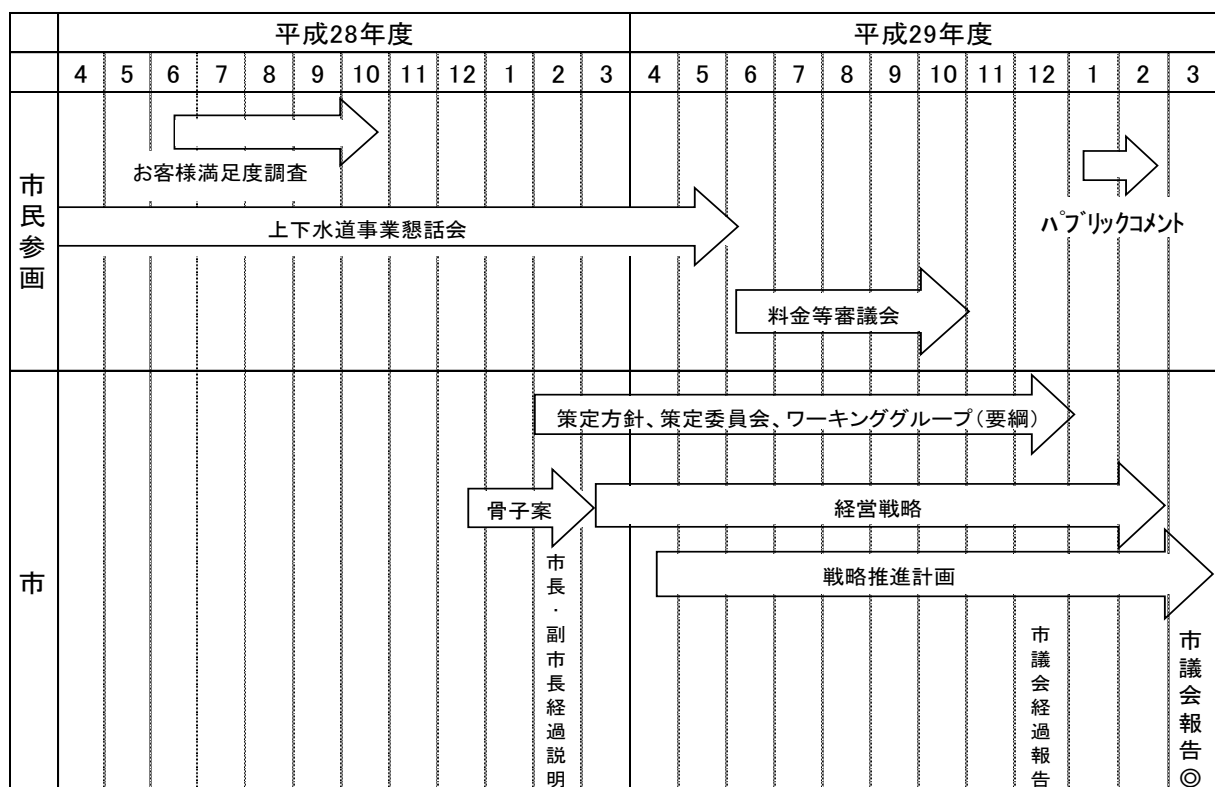 平成28年度 平成29年度
4 5 6 7 8 9 10 11 12 1 2 3 4 5 6 7 8 9 10 11 12 1 2 3
市民参画
お客様満足度調査
パブリックコメント
上下水道事業懇話会
料金等審議会
市
策定方針、策定委員会、ワーキンググループ(要綱)
骨子案
経営戦略
戦略推進計画
市長・副市長経過説明
市議会経過報告
市議会報告◎